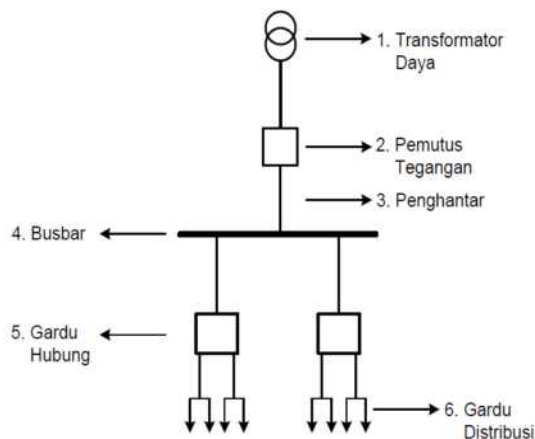 1. Transformator
Daya
2. Pemutus
Tegangan
3. Penghantar
4. Busbar
5. Gardu
Hubung
6. Gardu
Distribusi